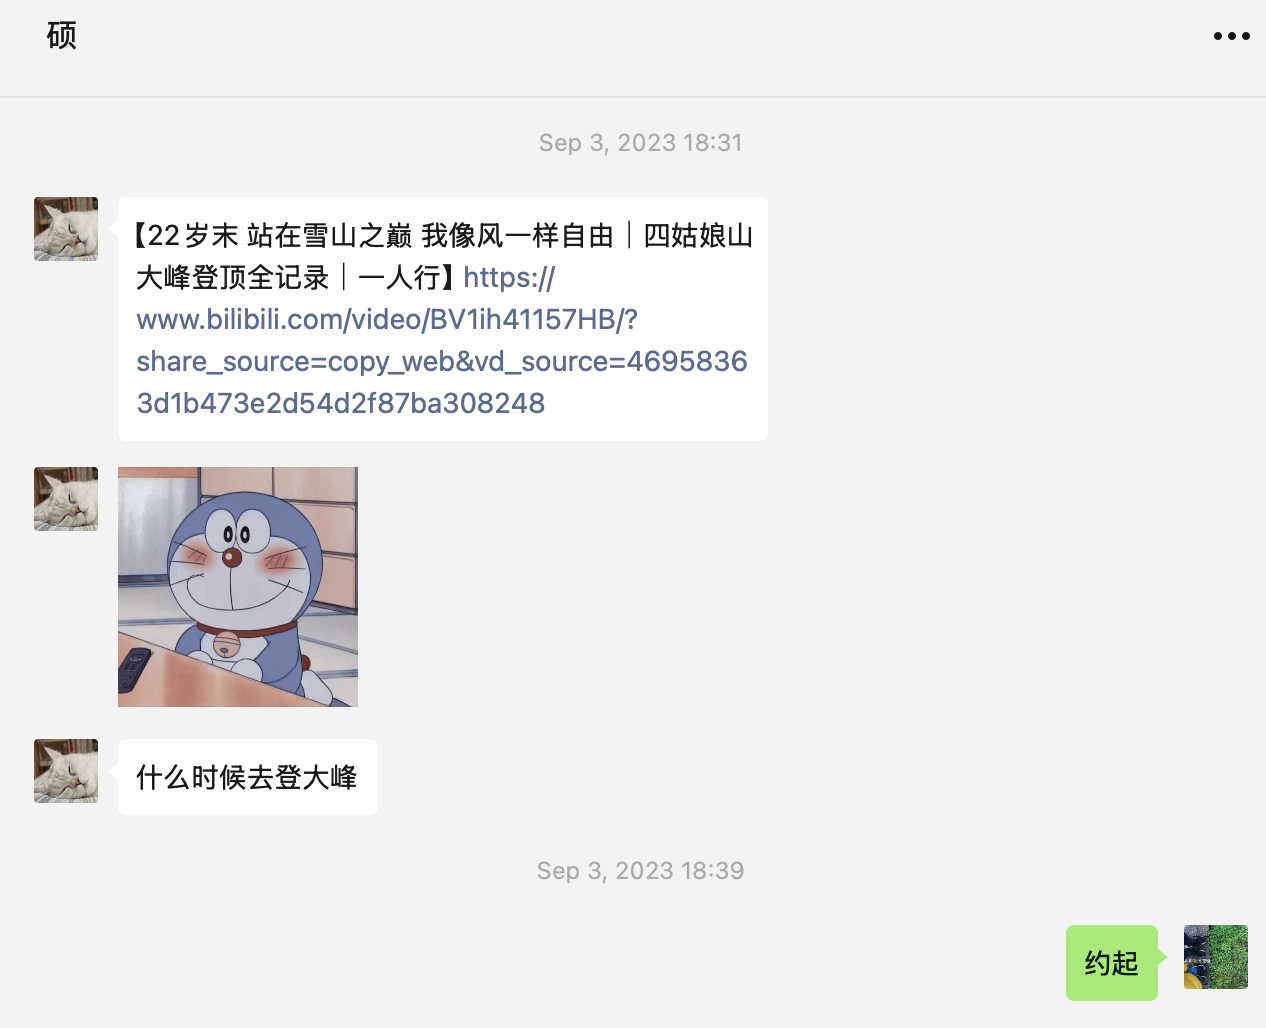 硕
Sep 3, 2023 18:31
【22岁末 站在雪山之巅 我像风一样自由｜四姑娘山
大峰登顶全记录｜一人行】https://
www.bilibili.com/video/BV1ih41157HB/?
share_source=copy_web&vd_source=4695836
3d1b473e2d54d2f87ba308248
什么时候去登大峰
Sep 3, 2023 18:39
约起